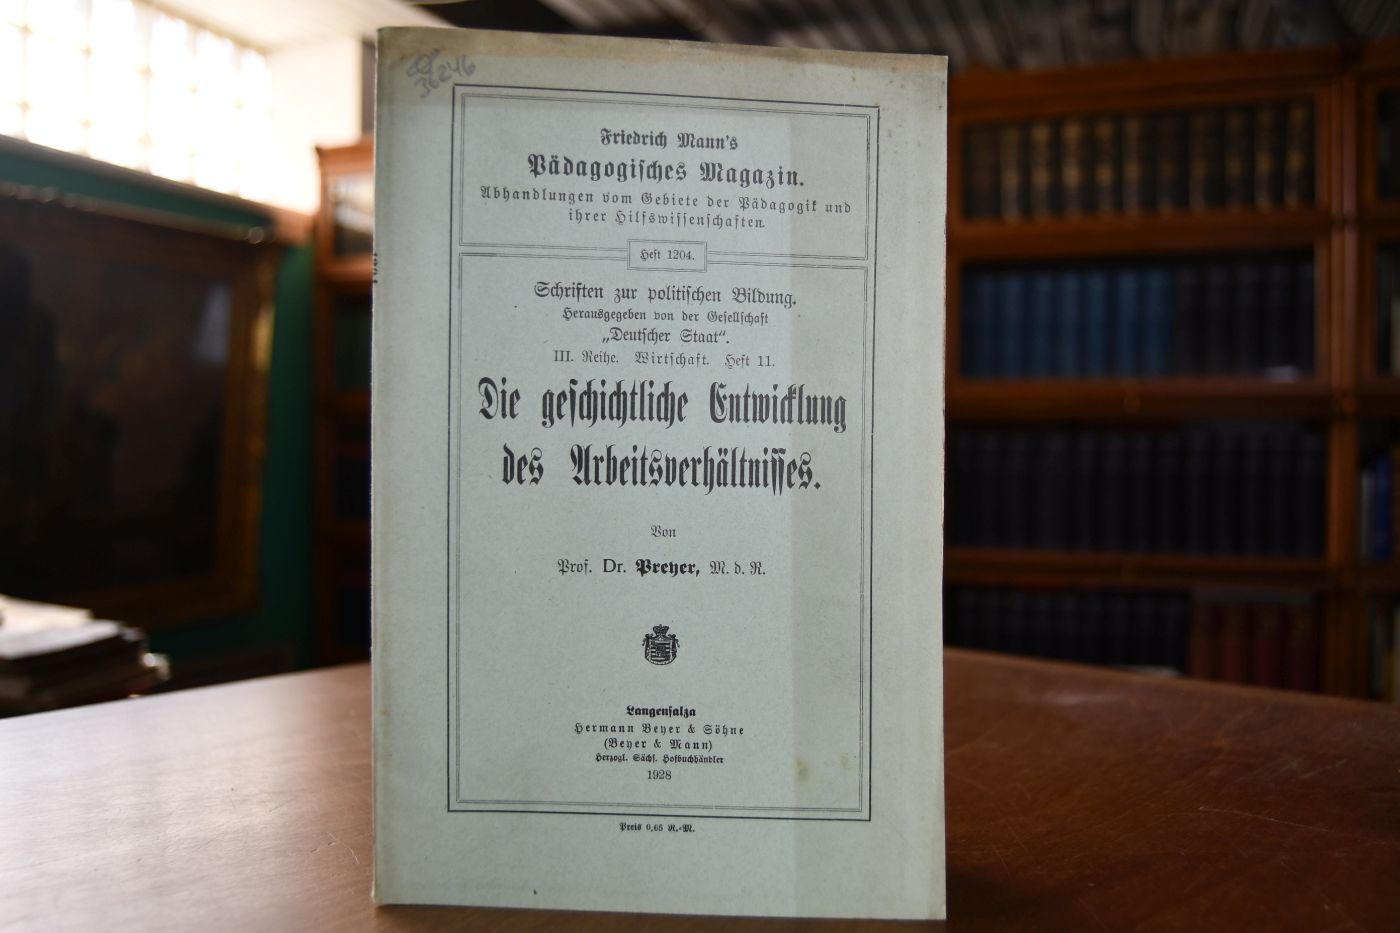 36246
Friedrich Mann's
Pädagogisches Magazin.
Abhandlungen vom Gebiete der Pädagogik und
ihrer Hilfswissenschaften.
Heft 1204.
Schriften zur politischen Bildung.
Herausgegeben von der Gesellschaft
„Deutscher Staat“.
III. Reihe. Wirtschaft. Heft 11.
Die geschichtliche Entwicklung
des Arbeitsverhältnisses.
Von
Prof. Dr. Preyer, M. d. R.
Langensalza
Hermann Beyer & Söhne
(Beyer & Mann)
Herzogl. Sächs. Hofbuchhändler
1928
Preis 0,65 R.-M.